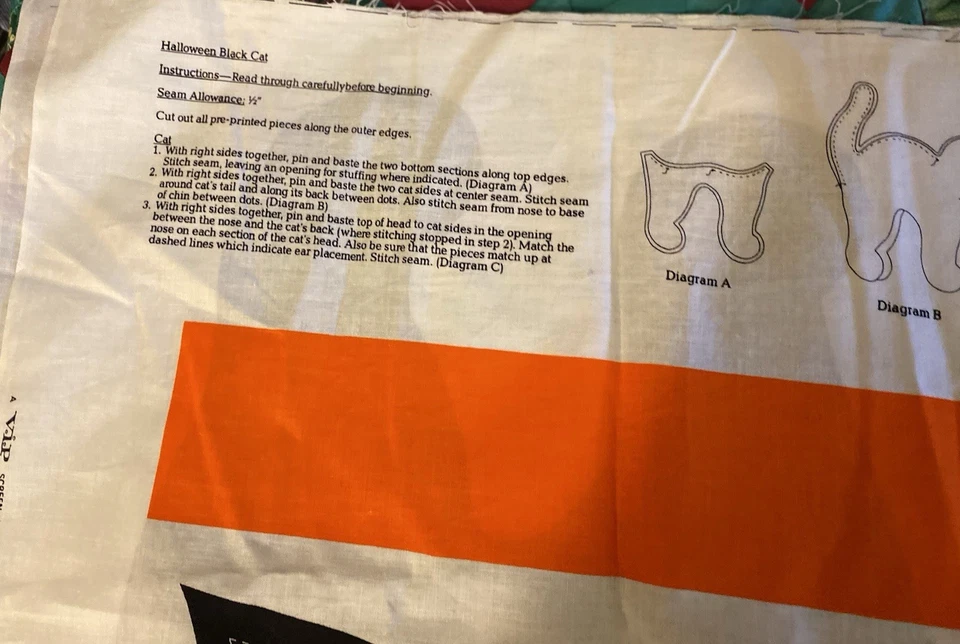 Halloween Black Cat
Instructions—Read through carefullybefore beginning.
Seam Allowance: ½"
Cut out all pre-printed pieces along the outer edges.
Cat
1. With right sides together, pin and baste the two bottom sections along top edges.
Stitch seam, leaving an opening for stuffing where indicated. (Diagram A)
2. With right sides together, pin and baste the two cat sides at center seam. Stitch seam
around cat's tail and along its back between dots. Also stitch seam from nose to base
of chin between dots. (Diagram B)
3. With right sides together, pin and baste top of head to cat sides in the opening
between the nose and the cat's back (where stitching stopped in step 2). Match the
nose on each section of the cat's head. Also be sure that the pieces match up at
dashed lines which indicate ear placement. Stitch seam. (Diagram C)
Diagram A
Diagram B
A VIP